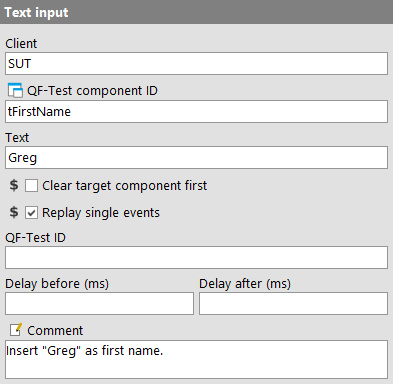 Text input
Client
SUT
QF-Test component ID
tFirstName
Text
Greg
$ Clear target component first
$ Replay single events
QF-Test ID
Delay before (ms) Delay after (ms)
Comment
Insert "Greg" as first name.